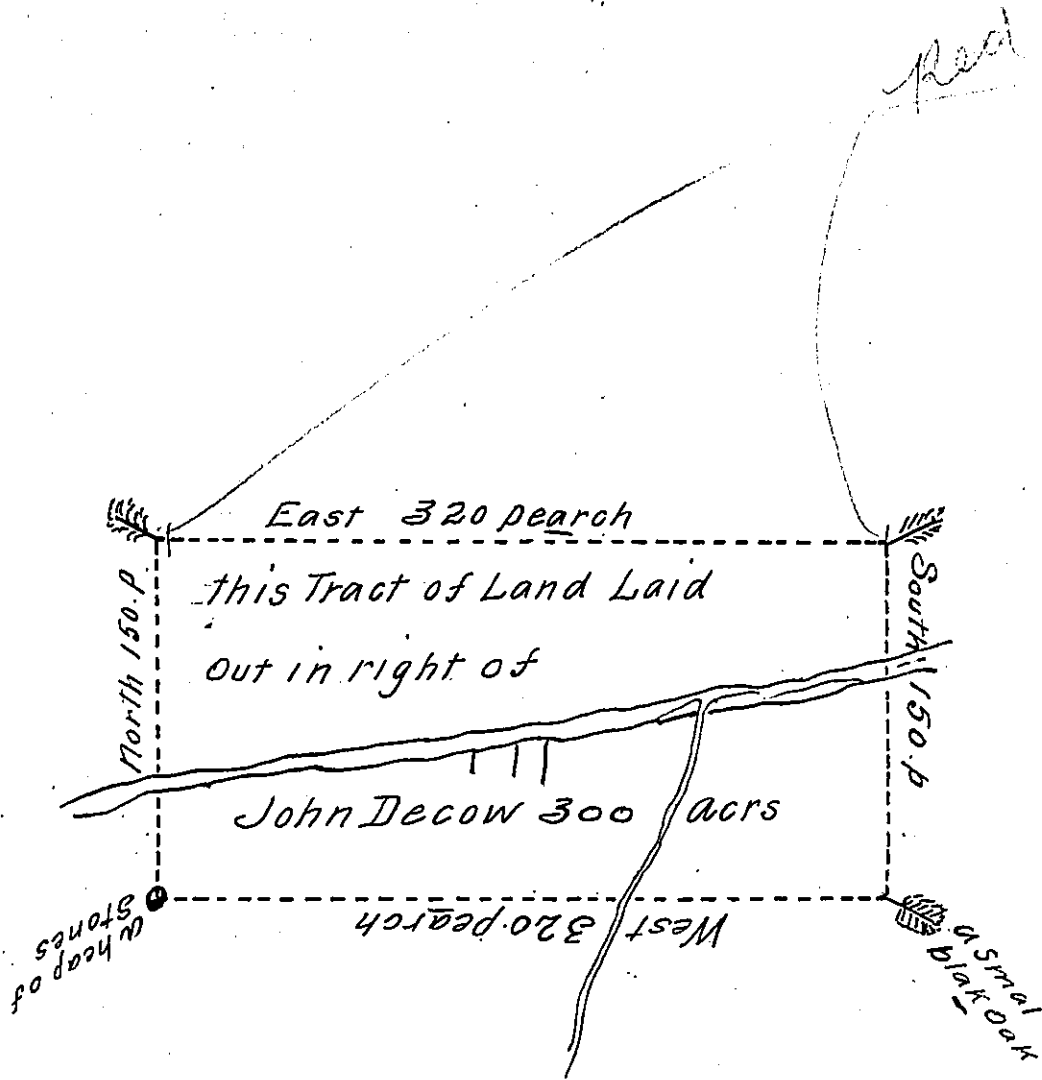 Red
East 320 pearch
North 150.p
South 150.p
this Tract of Land Laid
out in right of
John Decow 300 acrs
West 320.pearch
a heap of
stones
a smal
blak oak